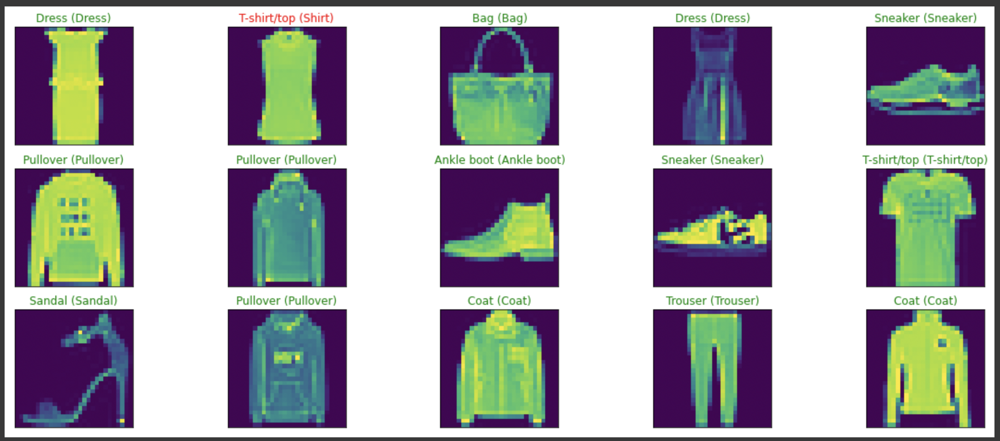 Dress (Dress)
T-shirt/top (Shirt)
Bag (Bag)
Dress (Dress)
Sneaker (Sneaker)
Pullover (Pullover)
Pullover (Pullover)
Ankle boot (Ankle boot)
Sneaker (Sneaker)
T-shirt/top (T-shirt/top)
Sandal (Sandal)
Pullover (Pullover)
Coat (Coat)
Trouser (Trouser)
Coat (Coat)